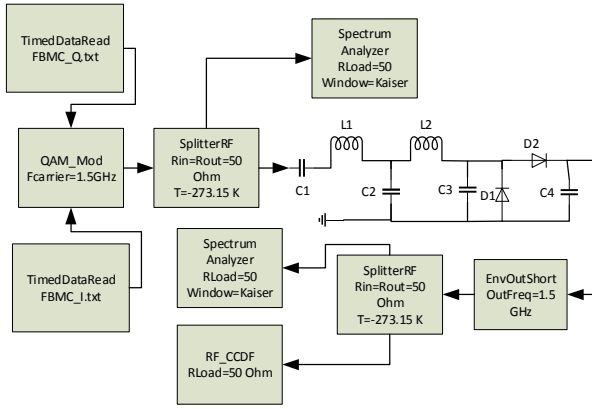 TimedDataRead
FBMC_Q.txt
Spectrum
Analyzer
RLoad=50
Window=Kaiser
QAM_Mod
Fcarrier=1.5GHz
SplitterRF
Rin=Rout=50
Ohm
T=-273.15 K
C1
L1
L2
C2
C3
D1
D2
C4
TimedDataRead
FBMC_I.txt
Spectrum
Analyzer
RLoad=50
Window=Kaiser
SplitterRF
Rin=Rout=50
Ohm
T=-273.15 K
EnvOutShort
OutFreq=1.5
GHz
RF_CCDF
RLoad=50 Ohm